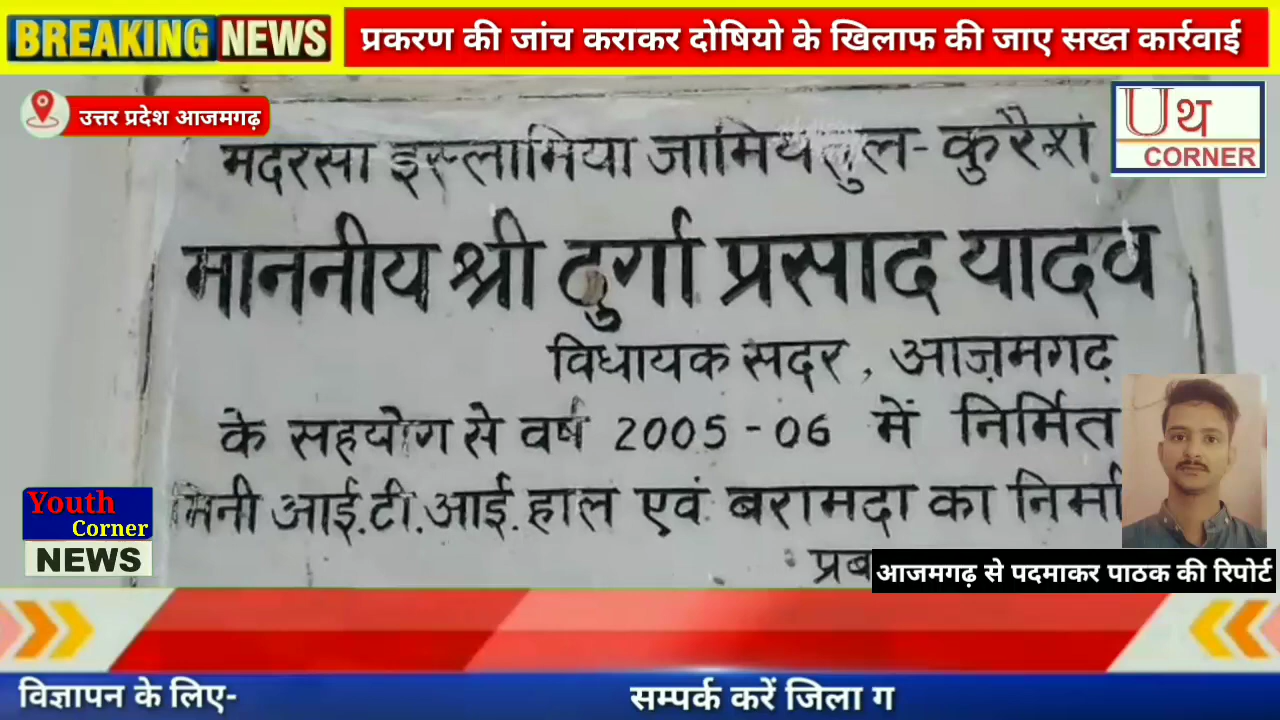 BREAKING NEWS
प्रकरण की जांच कराकर दोषियो के खिलाफ की जाए सख्त कार्रवाई
उत्तर प्रदेश आजमगढ़
Uथ
CORNER
मदरसा इस्लामिया जामियतुल-कुरैश
माननीय श्री दुर्गा प्रसाद यादव
विधायक सदर, आज़मगढ़
के सहयोग से वर्ष 2005-06 में निर्मित
मिनी आई.टी.आई. हाल एवं बरामदा का निर्मा
प्रब
Youth
Corner
NEWS
आजमगढ़ से पदमाकर पाठक की रिपोर्ट
विज्ञापन के लिए-
सम्पर्क करें जिला ग